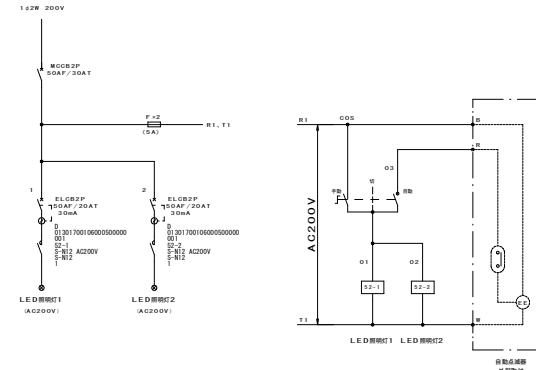 1φ2W 200V
MCCB2P
50AF/30AT
F×2
(5A)
R1,T1
1
ELCB2P
50AF/20AT
30mA
D
01301700106000500000
001
52-1
S-N12 AC200V
S-N12
1
LED照明灯1
(AC200V)
2
ELCB2P
50AF/20AT
30mA
D
01301700106000500000
001
52-2
S-N12 AC200V
S-N12
1
LED照明灯2
(AC200V)
R1
COS
B
R
03
切
手動
自動
AC200V
01
02
52-1
52-2
EE
T1
W
LED照明灯1
LED照明灯2
自動点滅器